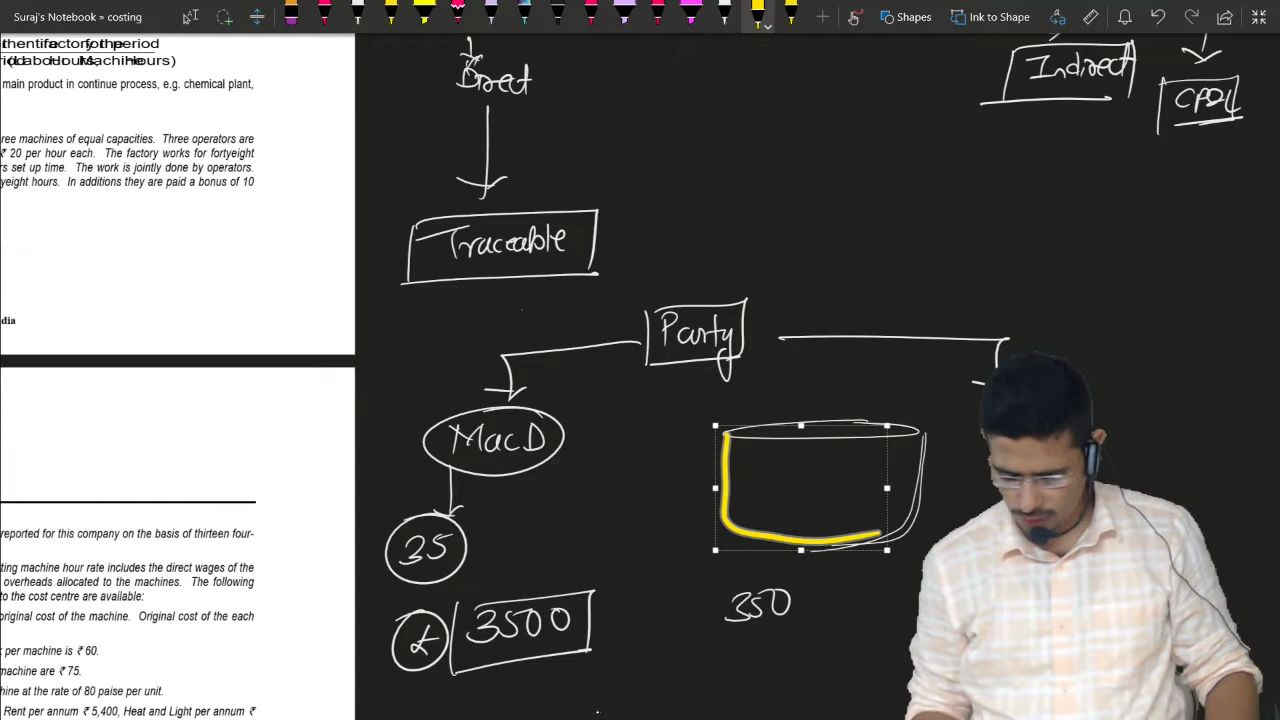 Suraj's Notebook » costing
Shapes
Ink to Shape
main product in continue process, e.g. chemical plant,
ree machines of equal capacities. Three operators are
₹ 20 per hour each. The factory works for fortyeight
rs set up time. The work is jointly done by operators.
yeight hours. In additions they are paid a bonus of 10
dia
reported for this company on the basis of thirteen four-
ting machine hour rate includes the direct wages of the
overheads allocated to the machines. The following
to the cost centre are available:
original cost of the machine. Original cost of the each
per machine is ₹ 60.
machine are ₹ 75.
hine at the rate of 80 paise per unit.
Rent per annum ₹ 5,400, Heat and Light per annum ₹
Direct
Indirect
Traceable
Party
MacD
35
3500
350